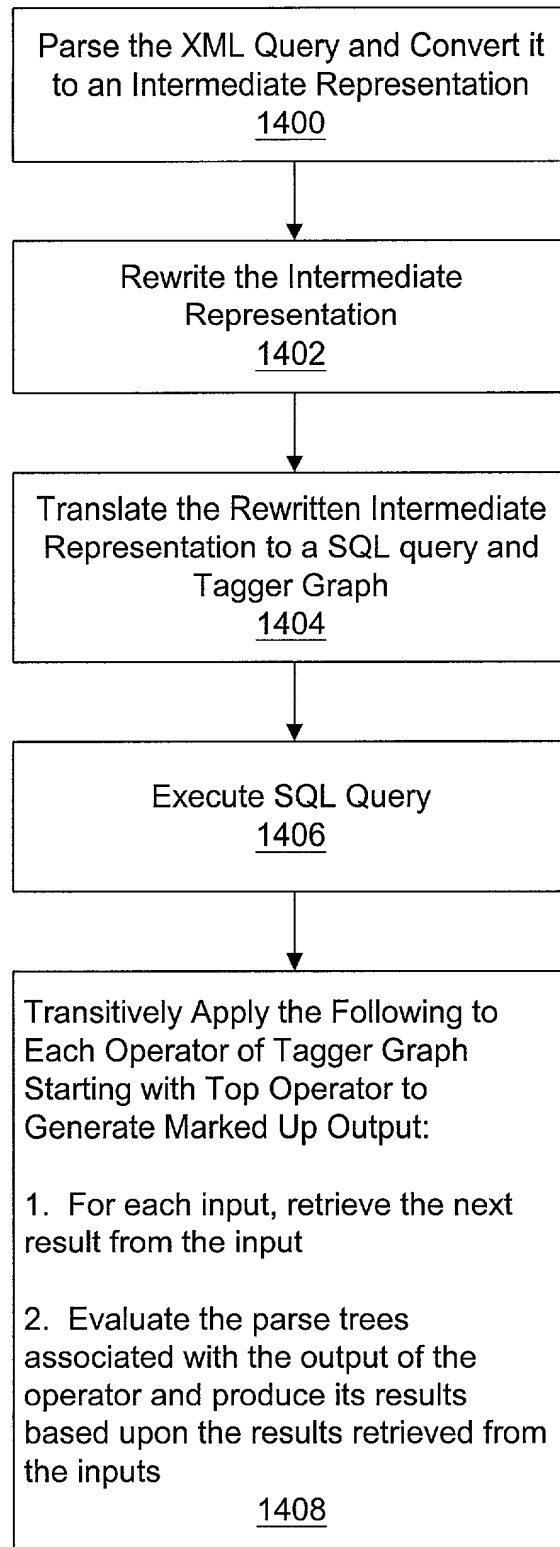 Parse the XML Query and Convert it
to an Intermediate Representation
1400
Rewrite the Intermediate
Representation
1402
Translate the Rewritten Intermediate
Representation to a SQL query and
Tagger Graph
1404
Execute SQL Query
1406
Transitively Apply the Following to
Each Operator of Tagger Graph
Starting with Top Operator to
Generate Marked Up Output:
1. For each input, retrieve the next
result from the input
2. Evaluate the parse trees
associated with the output of the
operator and produce its results
based upon the results retrieved from
the inputs
1408